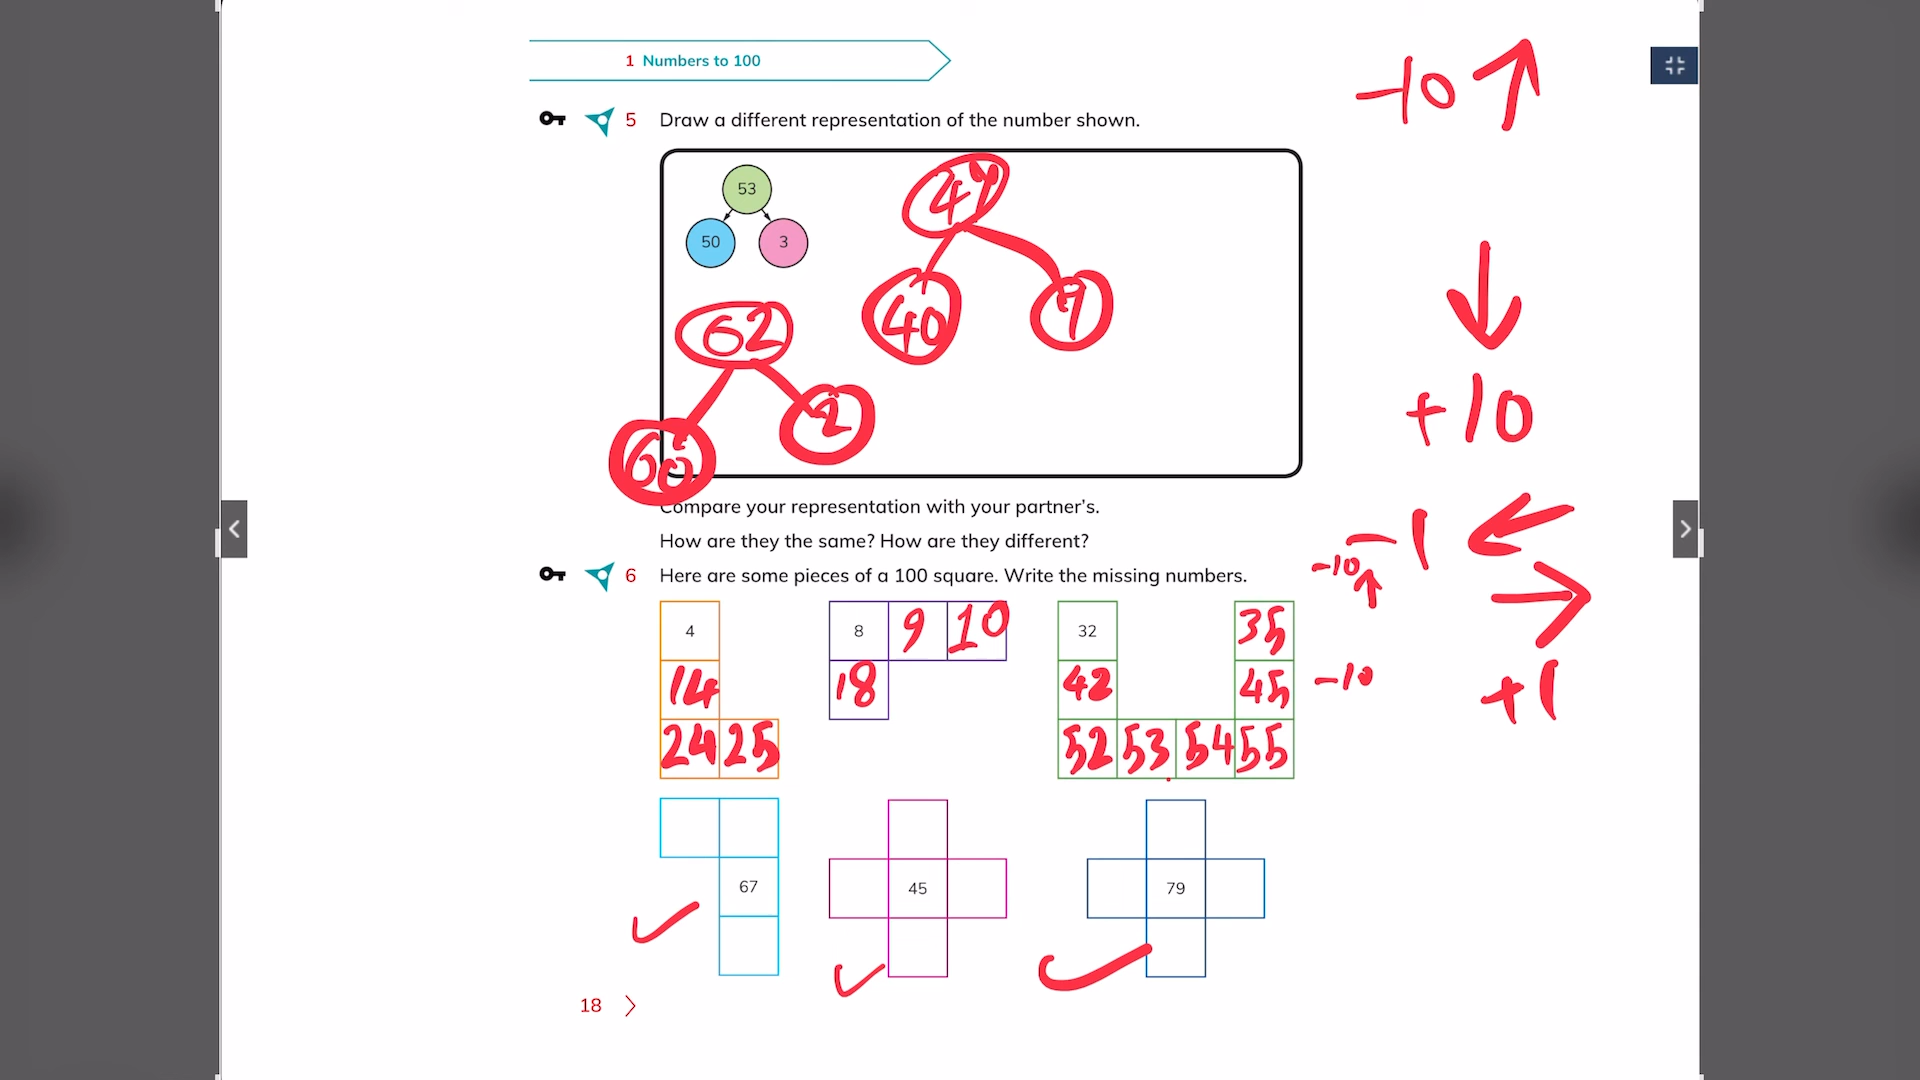 1 Numbers to 100
-10
5 Draw a different representation of the number shown.
53
50 3
49
40 9
62
60 2
+10
Compare your representation with your partner's.
How are they the same? How are they different?
-1
-10
6 Here are some pieces of a 100 square. Write the missing numbers.
4 8 9 10 32 35
14 18 42 45 -10
+1
24 25 52 53 54 55
67 45 79
18